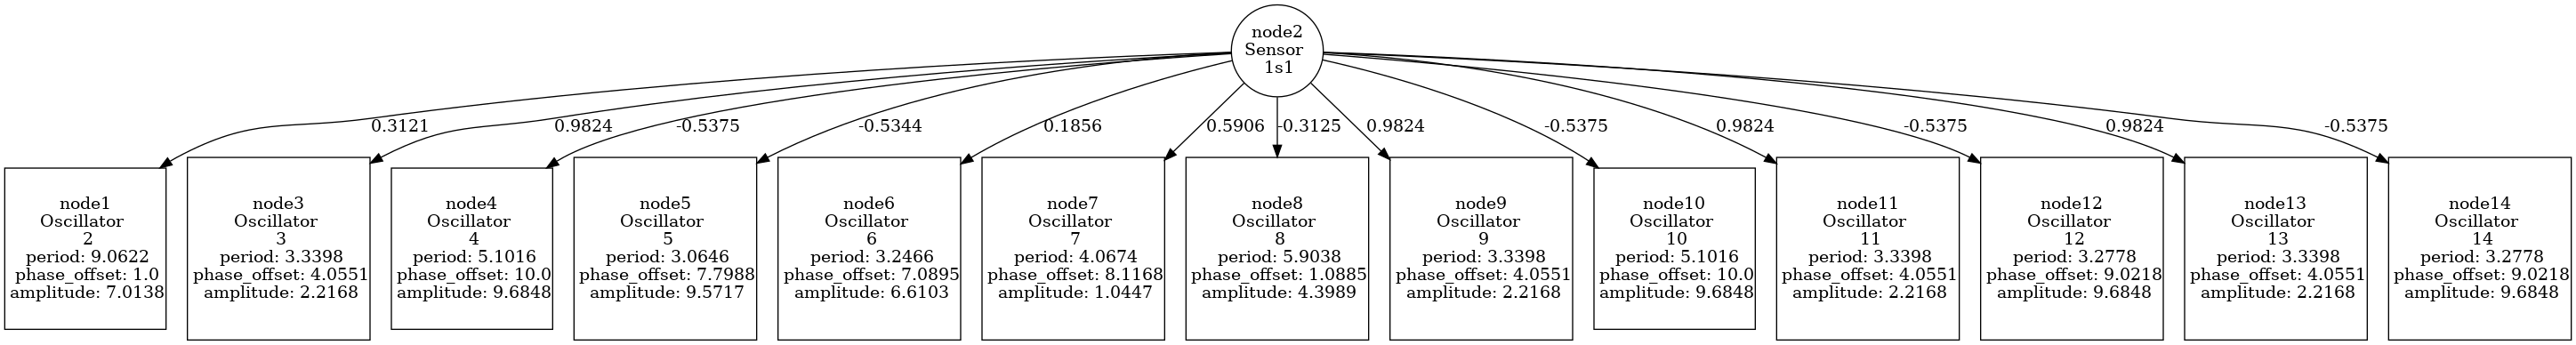 node2
Sensor
1s1
0.3121
0.9824
-0.5375
-0.5344
0.1856
0.5906
-0.3125
0.9824
-0.5375
0.9824
-0.5375
0.9824
-0.5375
node1
Oscillator
2
period: 9.0622
phase_offset: 1.0
amplitude: 7.0138
node3
Oscillator
3
period: 3.3398
phase_offset: 4.0551
amplitude: 2.2168
node4
Oscillator
4
period: 5.1016
phase_offset: 10.0
amplitude: 9.6848
node5
Oscillator
5
period: 3.0646
phase_offset: 7.7988
amplitude: 9.5717
node6
Oscillator
6
period: 3.2466
phase_offset: 7.0895
amplitude: 6.6103
node7
Oscillator
7
period: 4.0674
phase_offset: 8.1168
amplitude: 1.0447
node8
Oscillator
8
period: 5.9038
phase_offset: 1.0885
amplitude: 4.3989
node9
Oscillator
9
period: 3.3398
phase_offset: 4.0551
amplitude: 2.2168
node10
Oscillator
10
period: 5.1016
phase_offset: 10.0
amplitude: 9.6848
node11
Oscillator
11
period: 3.3398
phase_offset: 4.0551
amplitude: 2.2168
node12
Oscillator
12
period: 3.2778
phase_offset: 9.0218
amplitude: 9.6848
node13
Oscillator
13
period: 3.3398
phase_offset: 4.0551
amplitude: 2.2168
node14
Oscillator
14
period: 3.2778
phase_offset: 9.0218
amplitude: 9.6848